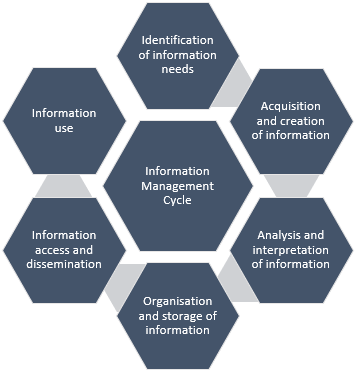 Identification
of information
needs
Acquisition
and creation
of information
Analysis and
interpretation
of information
Organisation
and storage of
information
Information
access and
dissemination
Information
use
Information
Management
Cycle